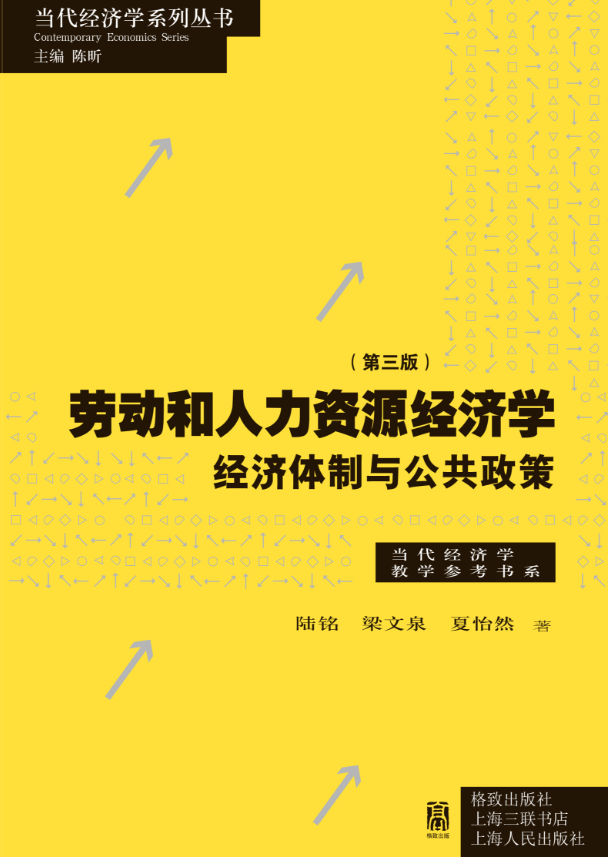 当代经济学系列丛书
Contemporary Economics Series
主编 陈昕
（第三版）
劳动和人力资源经济学
经济体制与公共政策
当代经济学
教学参考书系
陆铭 梁文泉 夏怡然 著
格致出版社
上海三联书店
上海人民出版社
格致出版